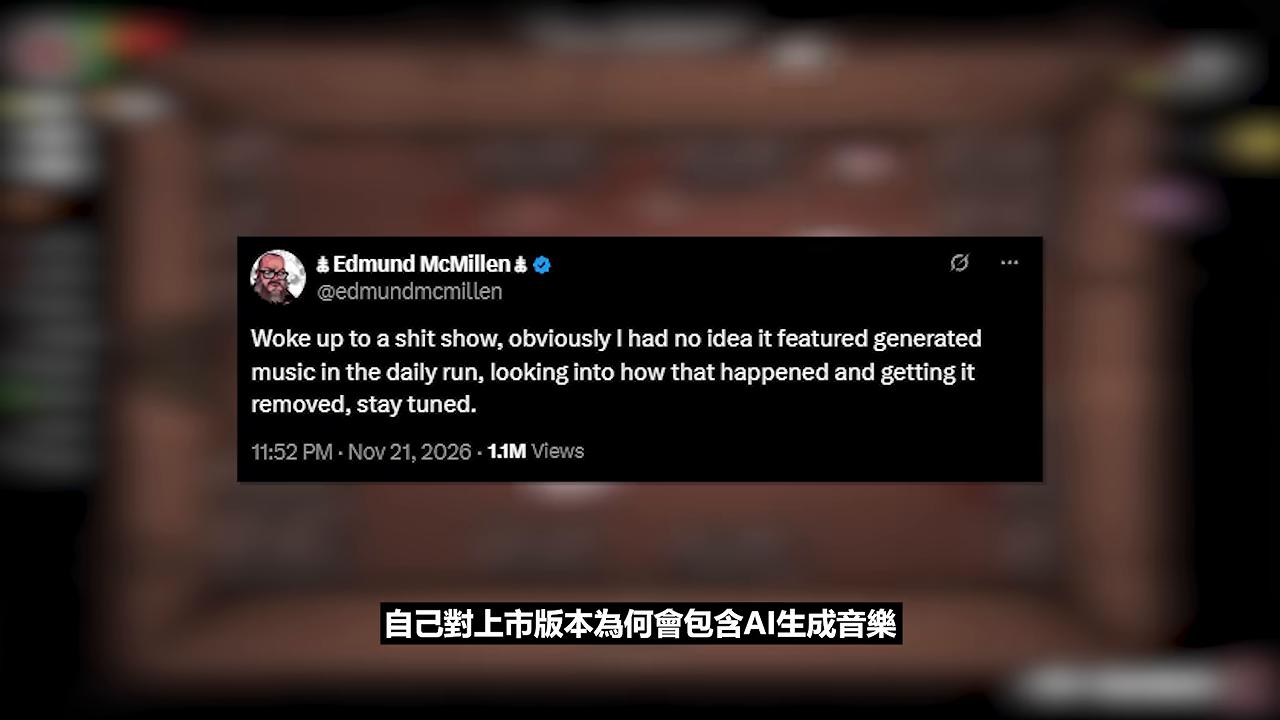 Edmund McMillen
@edmundmcmillen
Woke up to a shit show, obviously I had no idea it featured generated
music in the daily run, looking into how that happened and getting it
removed, stay tuned.
11:52 PM · Nov 21, 2026 · 1.1M Views
自己對上市版本為何會包含AI生成音樂